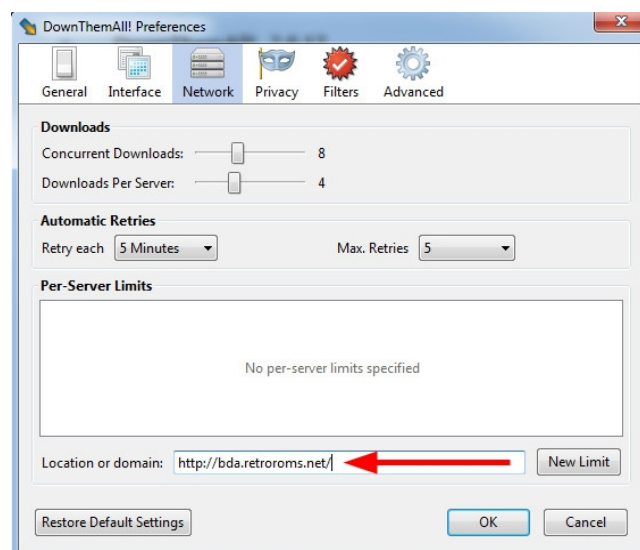 DownThemAll! Preferences
General Interface Network Privacy Filters Advanced
Downloads
Concurrent Downloads: 8
Downloads Per Server: 4
Automatic Retries
Retry each 5 Minutes Max. Retries 5
Per-Server Limits
No per-server limits specified
Location or domain: http://bda.retroroms.net/ New Limit
Restore Default Settings OK Cancel